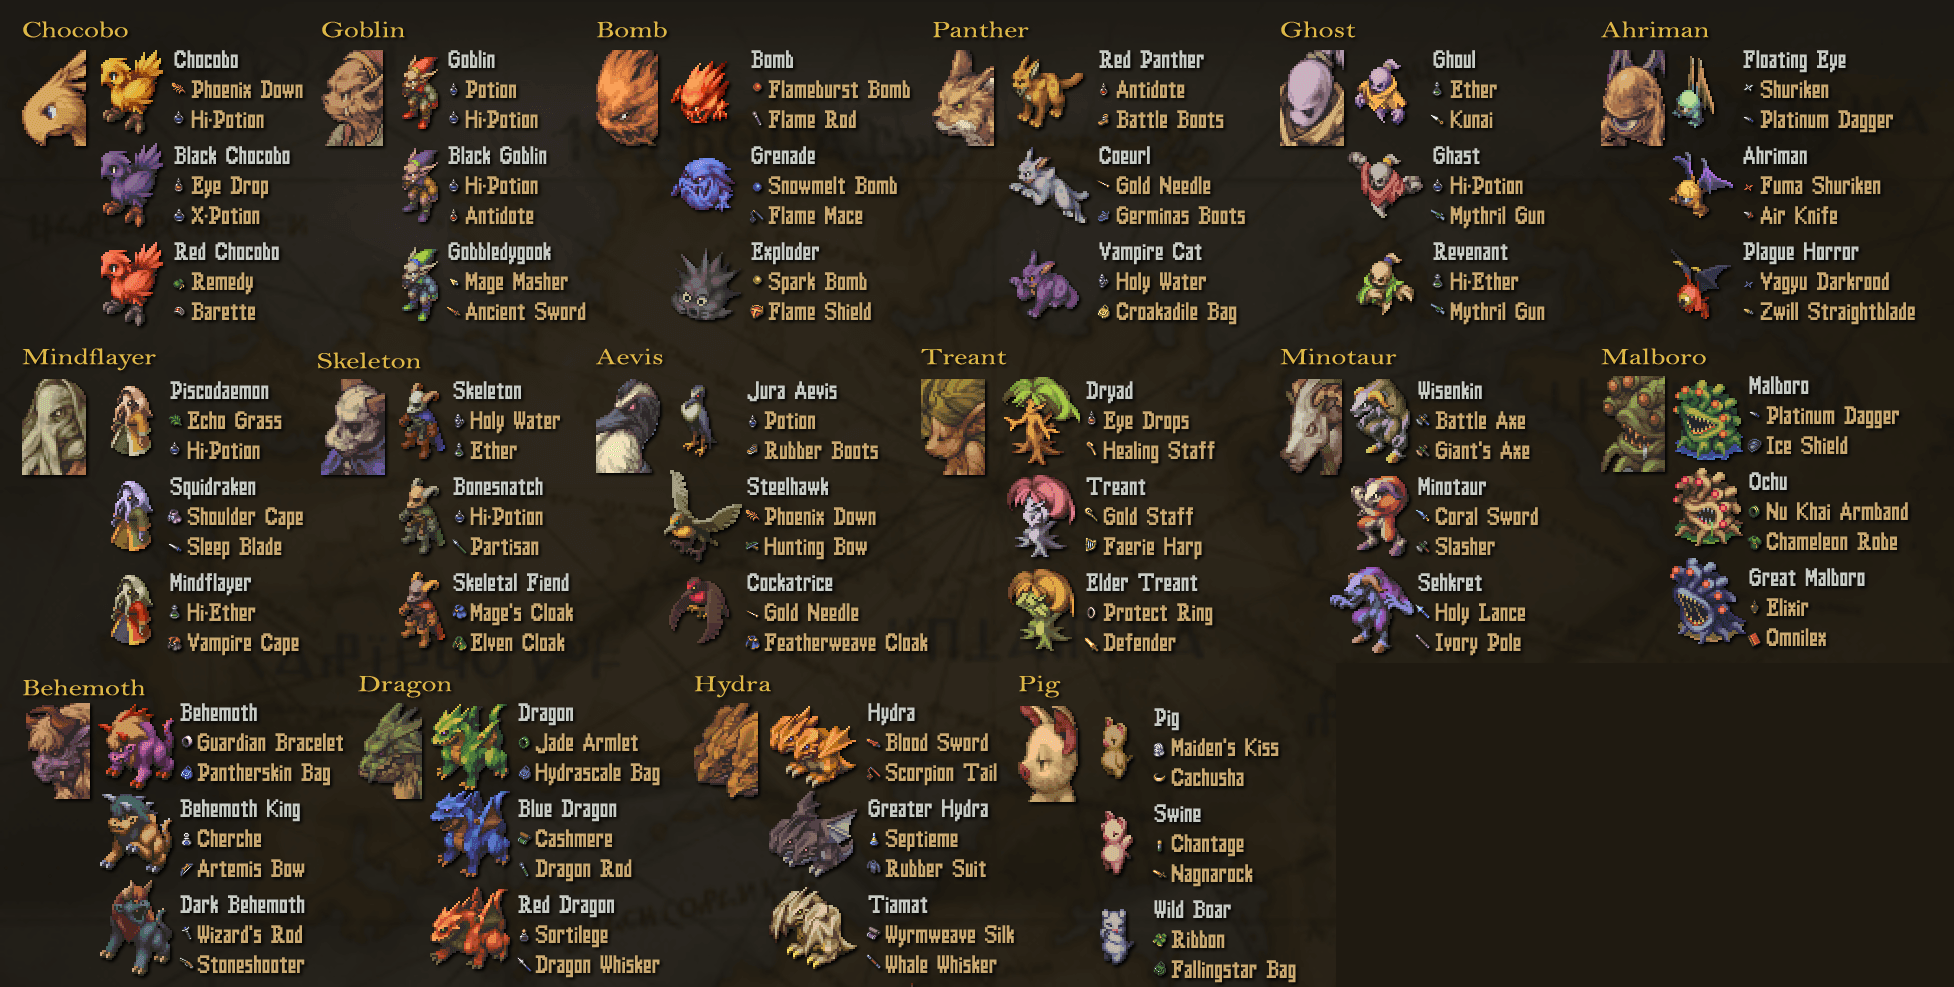 Chocobo
Chocobo
Phoenix Down
Hi-Potion
Black Chocobo
Eye Drop
X-Potion
Red Chocobo
Remedy
Barette
Goblin
Goblin
Potion
Hi-Potion
Black Goblin
Hi-Potion
Antidote
Gobbledygook
Mage Masher
Ancient Sword
Bomb
Bomb
Flameburst Bomb
Flame Rod
Grenade
Snowmelt Bomb
Flame Mace
Exploder
Spark Bomb
Flame Shield
Panther
Red Panther
Antidote
Battle Boots
Coeurl
Gold Needle
Germinas Boots
Vampire Cat
Holy Water
Croakadile Bag
Ghost
Ghoul
Ether
Kunai
Ghast
Hi-Potion
Mythril Gun
Revenant
Hi-Ether
Mythril Gun
Ahriman
Floating Eye
Shuriken
Platinum Dagger
Ahriman
Fuma Shuriken
Air Knife
Plague Horror
Yagyu Darkrood
Zwill Straightblade
Mindflayer
Piscodaemon
Echo Grass
Hi-Potion
Squidraken
Shoulder Cape
Sleep Blade
Mindflayer
Hi-Ether
Vampire Cape
Skeleton
Skeleton
Holy Water
Ether
Bonesnatch
Hi-Potion
Partisan
Skeletal Fiend
Mage's Cloak
Elven Cloak
Aevis
Jura Aevis
Potion
Rubber Boots
Steelhawk
Phoenix Down
Hunting Bow
Cockatrice
Gold Needle
Featherweave Cloak
Treant
Dryad
Eye Drops
Healing Staff
Treant
Gold Staff
Faerie Harp
Elder Treant
Protect Ring
Defender
Minotaur
Wisenkin
Battle Axe
Giant's Axe
Minotaur
Coral Sword
Slasher
Sehkret
Holy Lance
Ivory Pole
Malboro
Malboro
Platinum Dagger
Ice Shield
Ochu
Nu Khai Armband
Chameleon Robe
Great Malboro
Elixir
Omnilex
Behemoth
Behemoth
Guardian Bracelet
Pantherskin Bag
Behemoth King
Cherche
Artemis Bow
Dark Behemoth
Wizard's Rod
Stoneshooter
Dragon
Dragon
Jade Armlet
Hydrascale Bag
Blue Dragon
Cashmere
Dragon Rod
Red Dragon
Sortilege
Dragon Whisker
Hydra
Hydra
Blood Sword
Scorpion Tail
Greater Hydra
Septieme
Rubber Suit
Tiamat
Wyrmweave Silk
Whale Whisker
Pig
Pig
Maiden's Kiss
Cachusha
Swine
Chantage
Nagnarock
Wild Boar
Ribbon
Fallingstar Bag